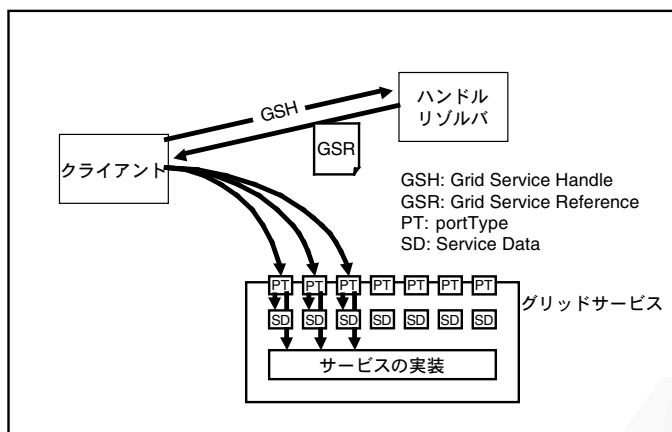 GSH
ハンドル
リゾルバ
GSR
クライアント
GSH: Grid Service Handle
GSR: Grid Service Reference
PT: portType
SD: Service Data
PT PT PT PT PT PT PT
グリッドサービス
SD SD SD SD SD SD SD
サービスの実装